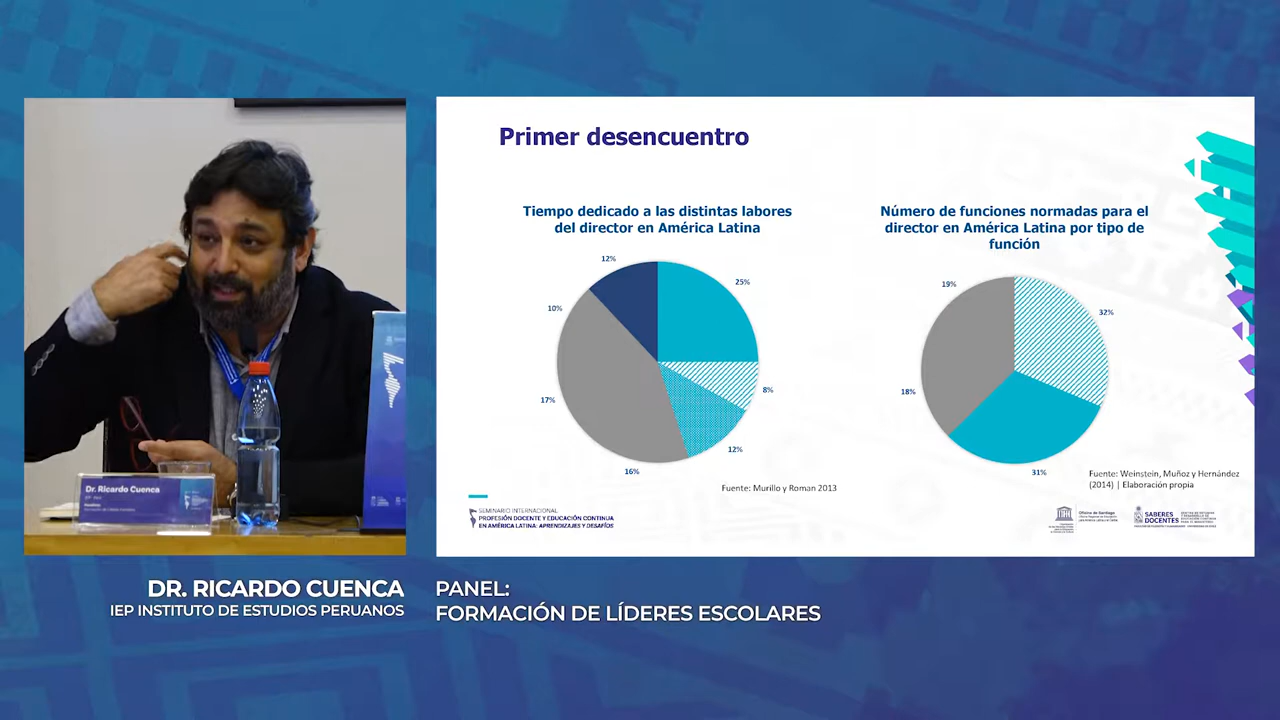 Primer desencuentro
Tiempo dedicado a las distintas labores
del director en América Latina
12%
25%
10%
8%
17%
12%
16%
Fuente: Murillo y Roman 2013
Número de funciones normadas para el
director en América Latina por tipo de
función
19%
32%
18%
31%
Fuente: Weinstein, Muñoz y Hernández
(2014) | Elaboración propia
SEMINARIO INTERNACIONAL
PROFESIÓN DOCENTE Y EDUCACIÓN CONTINUA
EN AMÉRICA LATINA: APRENDIZAJES Y DESAFÍOS
Oficina de Santiago
SABERES
DOCENTES
Dr. Ricardo Cuenca
DR. RICARDO CUENCA
IEP INSTITUTO DE ESTUDIOS PERUANOS
PANEL:
FORMACIÓN DE LÍDERES ESCOLARES